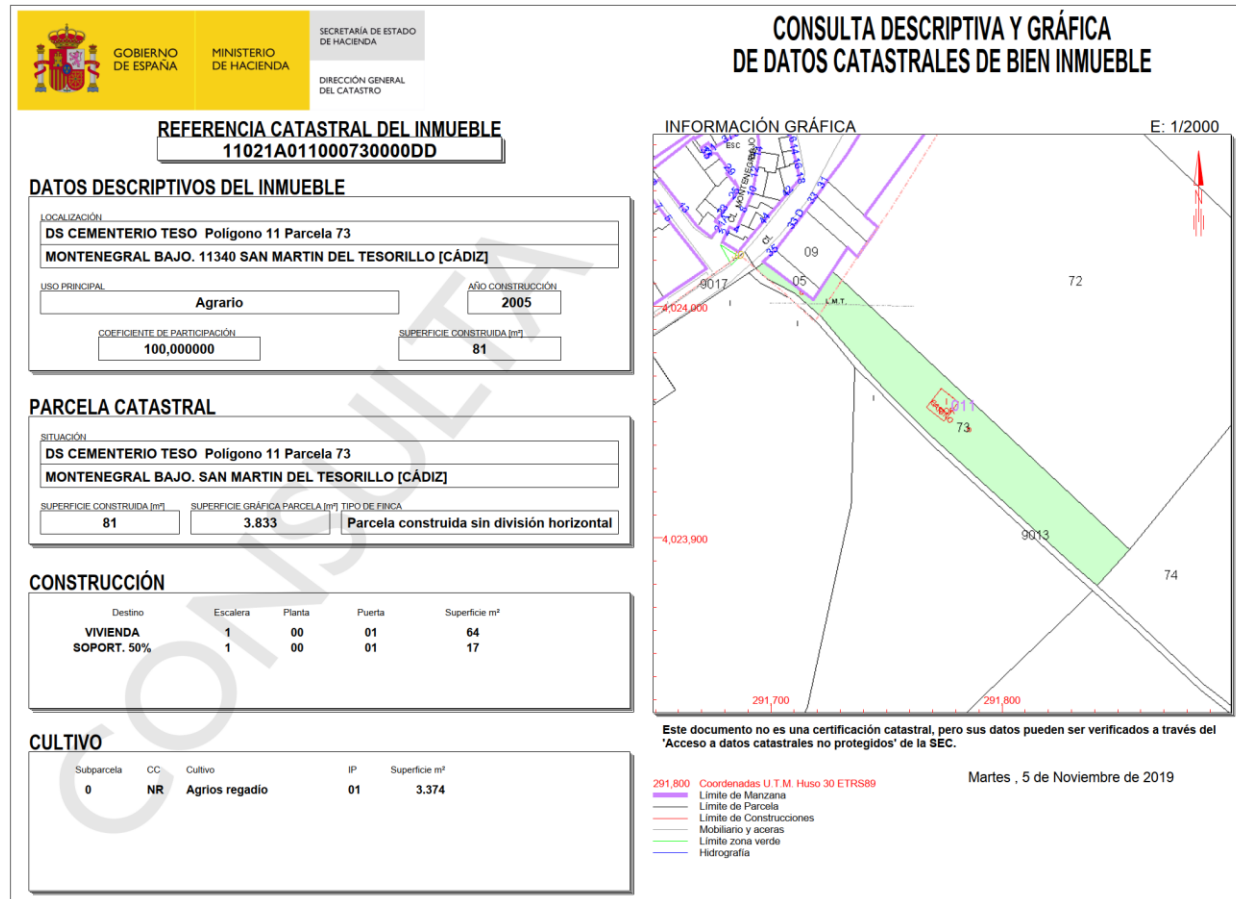 GOBIERNO
DE ESPAÑA
MINISTERIO
DE HACIENDA
SECRETARÍA DE ESTADO
DE HACIENDA
DIRECCIÓN GENERAL
DEL CATASTRO
CONSULTA DESCRIPTIVA Y GRÁFICA
DE DATOS CATASTRALES DE BIEN INMUEBLE
REFERENCIA CATASTRAL DEL INMUEBLE
11021A011000730000DD
DATOS DESCRIPTIVOS DEL INMUEBLE
LOCALIZACIÓN
DS CEMENTERIO TESO Polígono 11 Parcela 73
MONTENEGRAL BAJO. 11340 SAN MARTIN DEL TESORILLO [CÁDIZ]
USO PRINCIPAL
Agrario
AÑO CONSTRUCCIÓN
2005
COEFICIENTE DE PARTICIPACIÓN
100,000000
SUPERFICIE CONSTRUIDA [m²]
81
PARCELA CATASTRAL
SITUACIÓN
DS CEMENTERIO TESO Polígono 11 Parcela 73
MONTENEGRAL BAJO. SAN MARTIN DEL TESORILLO [CÁDIZ]
SUPERFICIE CONSTRUIDA [m²]
81
SUPERFICIE GRÁFICA PARCELA [m²]
3.833
TIPO DE FINCA
Parcela construida sin división horizontal
CONSTRUCCIÓN
Destino Escalera Planta Puerta Superficie m²
VIVIENDA 1 00 01 64
SOPORT. 50% 1 00 01 17
CULTIVO
Subparcela CC Cultivo IP Superficie m²
0 NR Agrios regadío 01 3.374
CONSULTA
INFORMACIÓN GRÁFICA E: 1/2000
ESC
CL MONTENEGRAL BAJO
CL
09
05
9017
L.M.T.
72
4,024,000
011
73
4,023,900
9013
74
291,700
291,800
Este documento no es una certificación catastral, pero sus datos pueden ser verificados a través del
'Acceso a datos catastrales no protegidos' de la SEC.
Martes , 5 de Noviembre de 2019
291,800 Coordenadas U.T.M. Huso 30 ETRS89
Límite de Manzana
Límite de Parcela
Límite de Construcciones
Mobiliario y aceras
Límite zona verde
Hidrografía